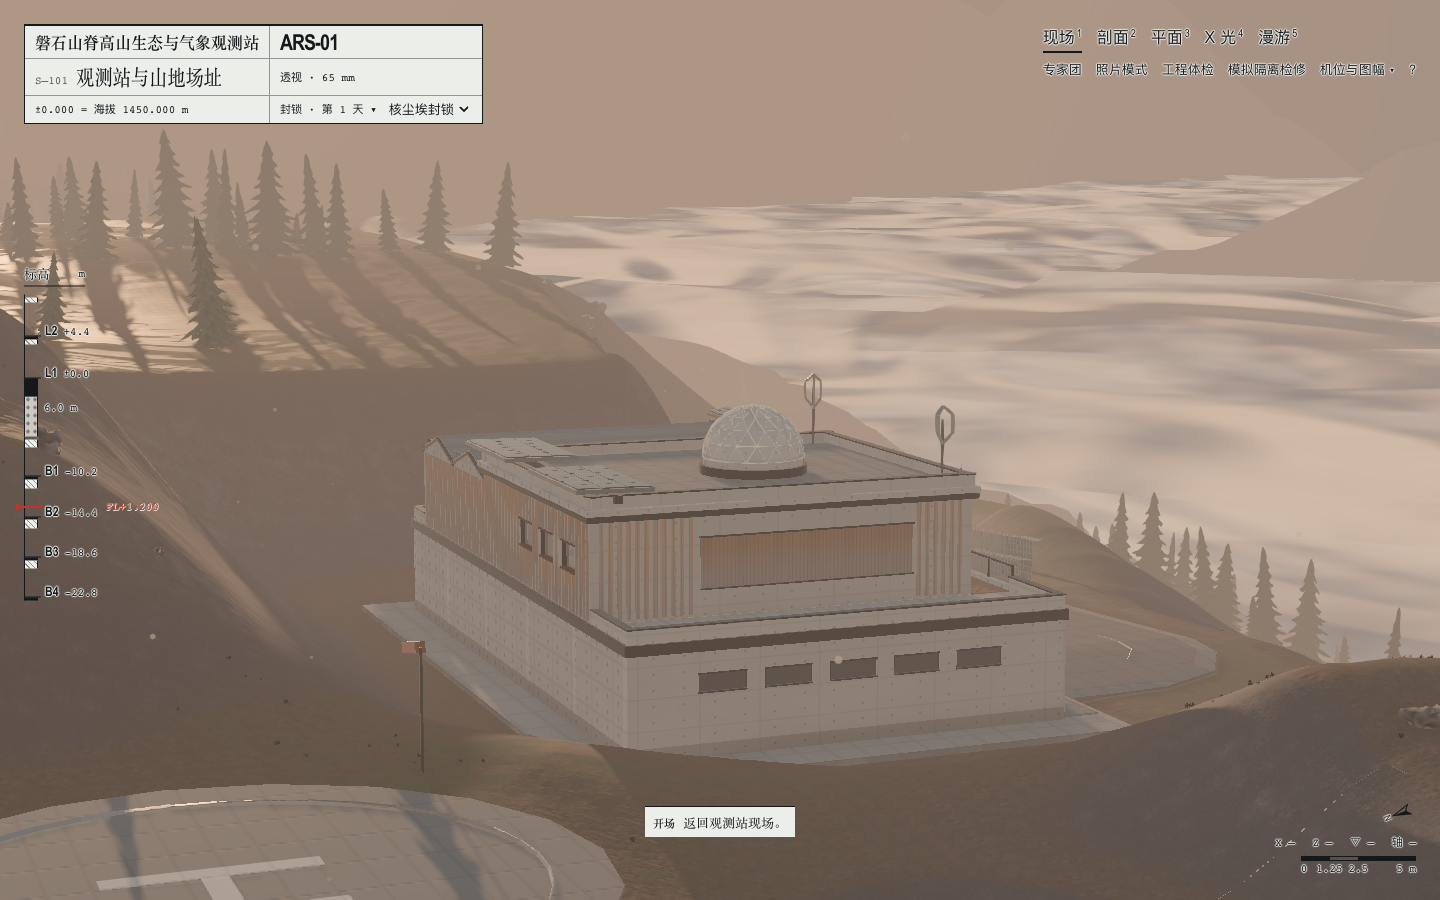 磐石山脊高山生态与气象观测站 ARS-01
S—101 观测站与山地场址 透视 · 65 mm
±0.000 = 海拔 1450.000 m 封锁 · 第 1 天 ▾ 核尘埃封锁
现场1 剖面2 平面3 X 光4 漫游5
专家团 照片模式 工程体检 模拟隔离检修 机位与图幅 ▾ ?
标高 m
L2 +4.4
L1 ±0.0
6.0 m
B1 −10.2
B2 −14.4 FL+1.200
B3 −18.6
B4 −22.8
开场 返回观测站现场。
N
X — Z — ▽ — 轴 —
0 1.25 2.5 5 m